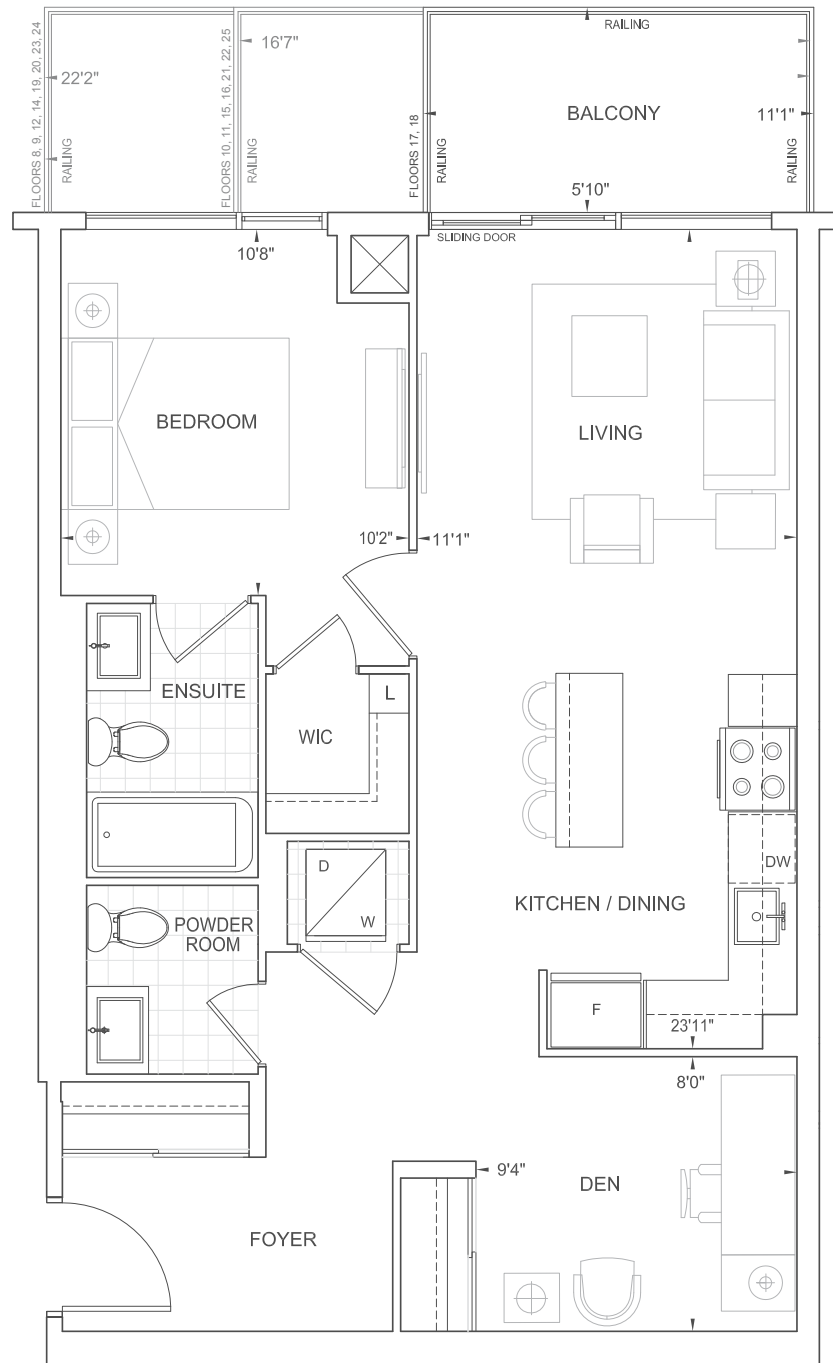 RAILING
FLOORS 8, 9, 12, 14, 19, 20, 23, 24
22'2"
RAILING
FLOORS 10, 11, 15, 16, 21, 22, 25
16'7"
RAILING
FLOORS 17, 18
RAILING
BALCONY
11'1"
RAILING
5'10"
SLIDING DOOR
10'8"
BEDROOM
LIVING
10'2"
11'1"
ENSUITE
L
WIC
D
W
DW
KITCHEN / DINING
POWDER
ROOM
F
23'11"
8'0"
9'4"
DEN
FOYER